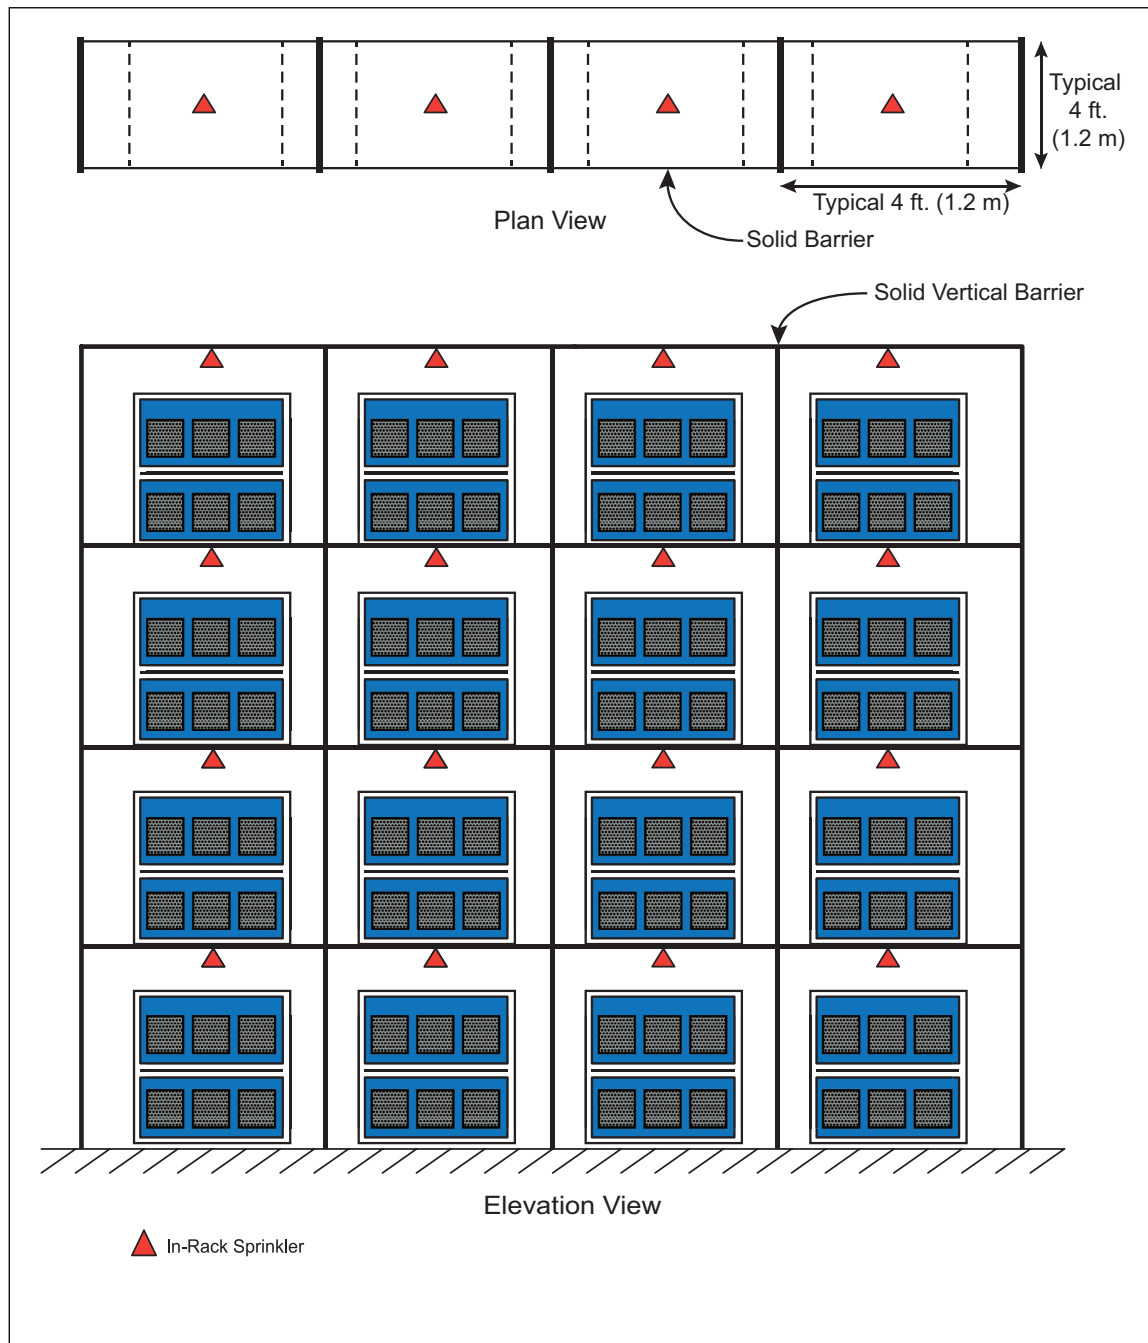 Typical
4 ft.
(1.2 m)
Typical 4 ft. (1.2 m)
Plan View
Solid Barrier
Solid Vertical Barrier
Elevation View
In-Rack Sprinkler